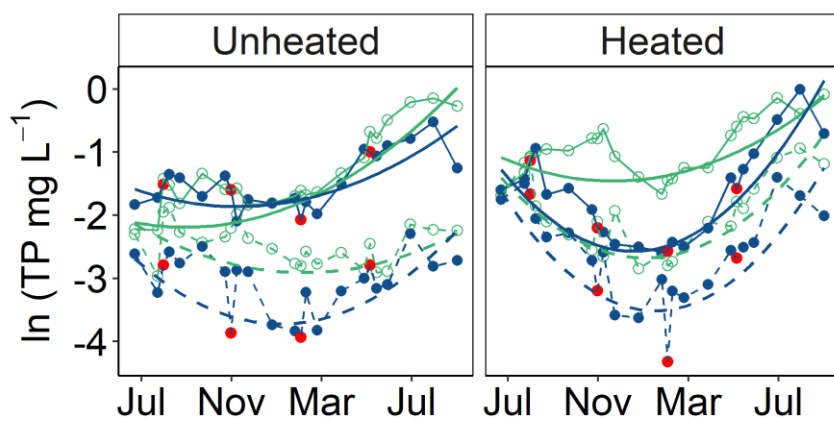 Unheated Heated
ln (TP mg L⁻¹)
0
-1
-2
-3
-4
Jul Nov Mar Jul Jul Nov Mar Jul